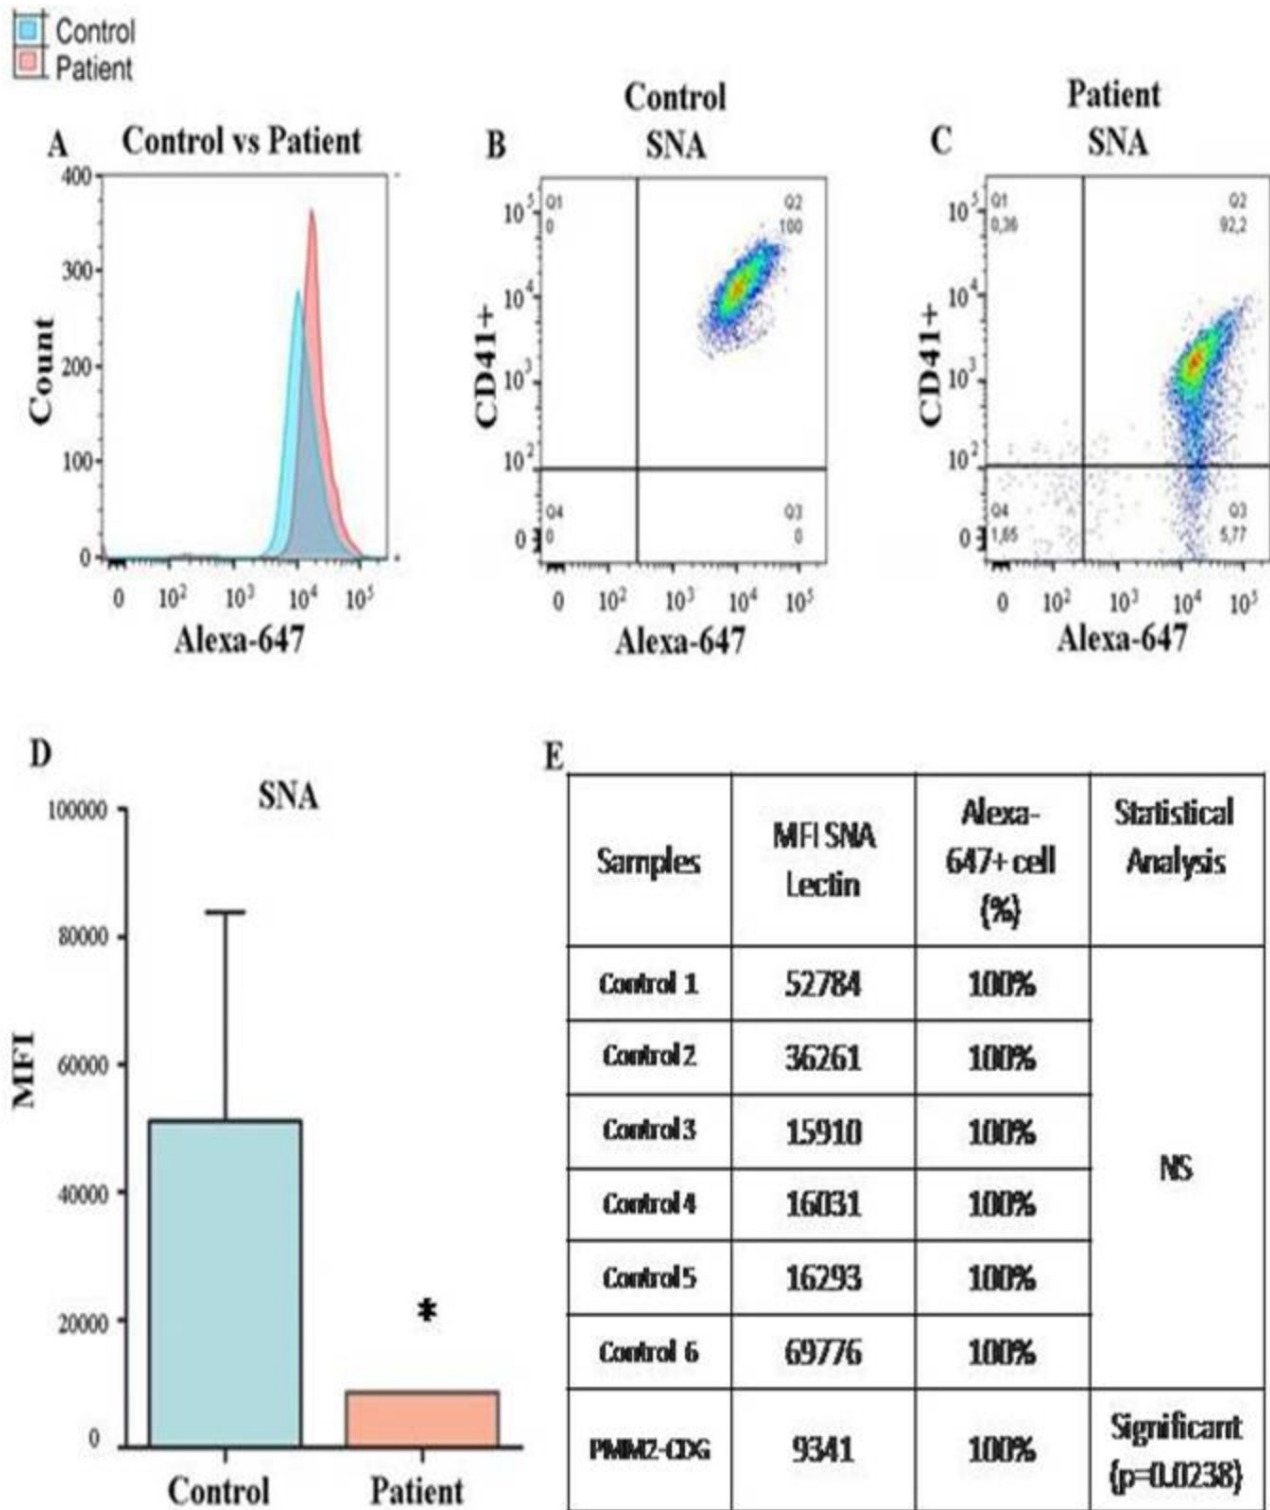 Control
Patient
A Control vs Patient
400
300
200
100
0
Count
0 10² 10³ 10⁴ 10⁵
Alexa-647
Control
B SNA
Q1
0
Q2
100
Q4
0
Q3
0
10⁵
10⁴
10³
10²
0
CD41+
0 10² 10³ 10⁴ 10⁵
Alexa-647
Patient
C SNA
Q1
0,36
Q2
92,2
Q4
1,65
Q3
5,77
10⁵
10⁴
10³
10²
0
CD41+
0 10² 10³ 10⁴ 10⁵
Alexa-647
D
SNA
100000
80000
60000
40000
20000
0
MFI
*
Control Patient
E
Samples MFI SNA Lectin Alexa-647+ cell (%) Statistical Analysis
Control 1 52784 100%
Control 2 36261 100%
Control 3 15910 100%
Control 4 16031 100%
Control 5 16293 100%
Control 6 69776 100%
NS
PMM2-CDG 9341 100% Significant (p=0.0238)